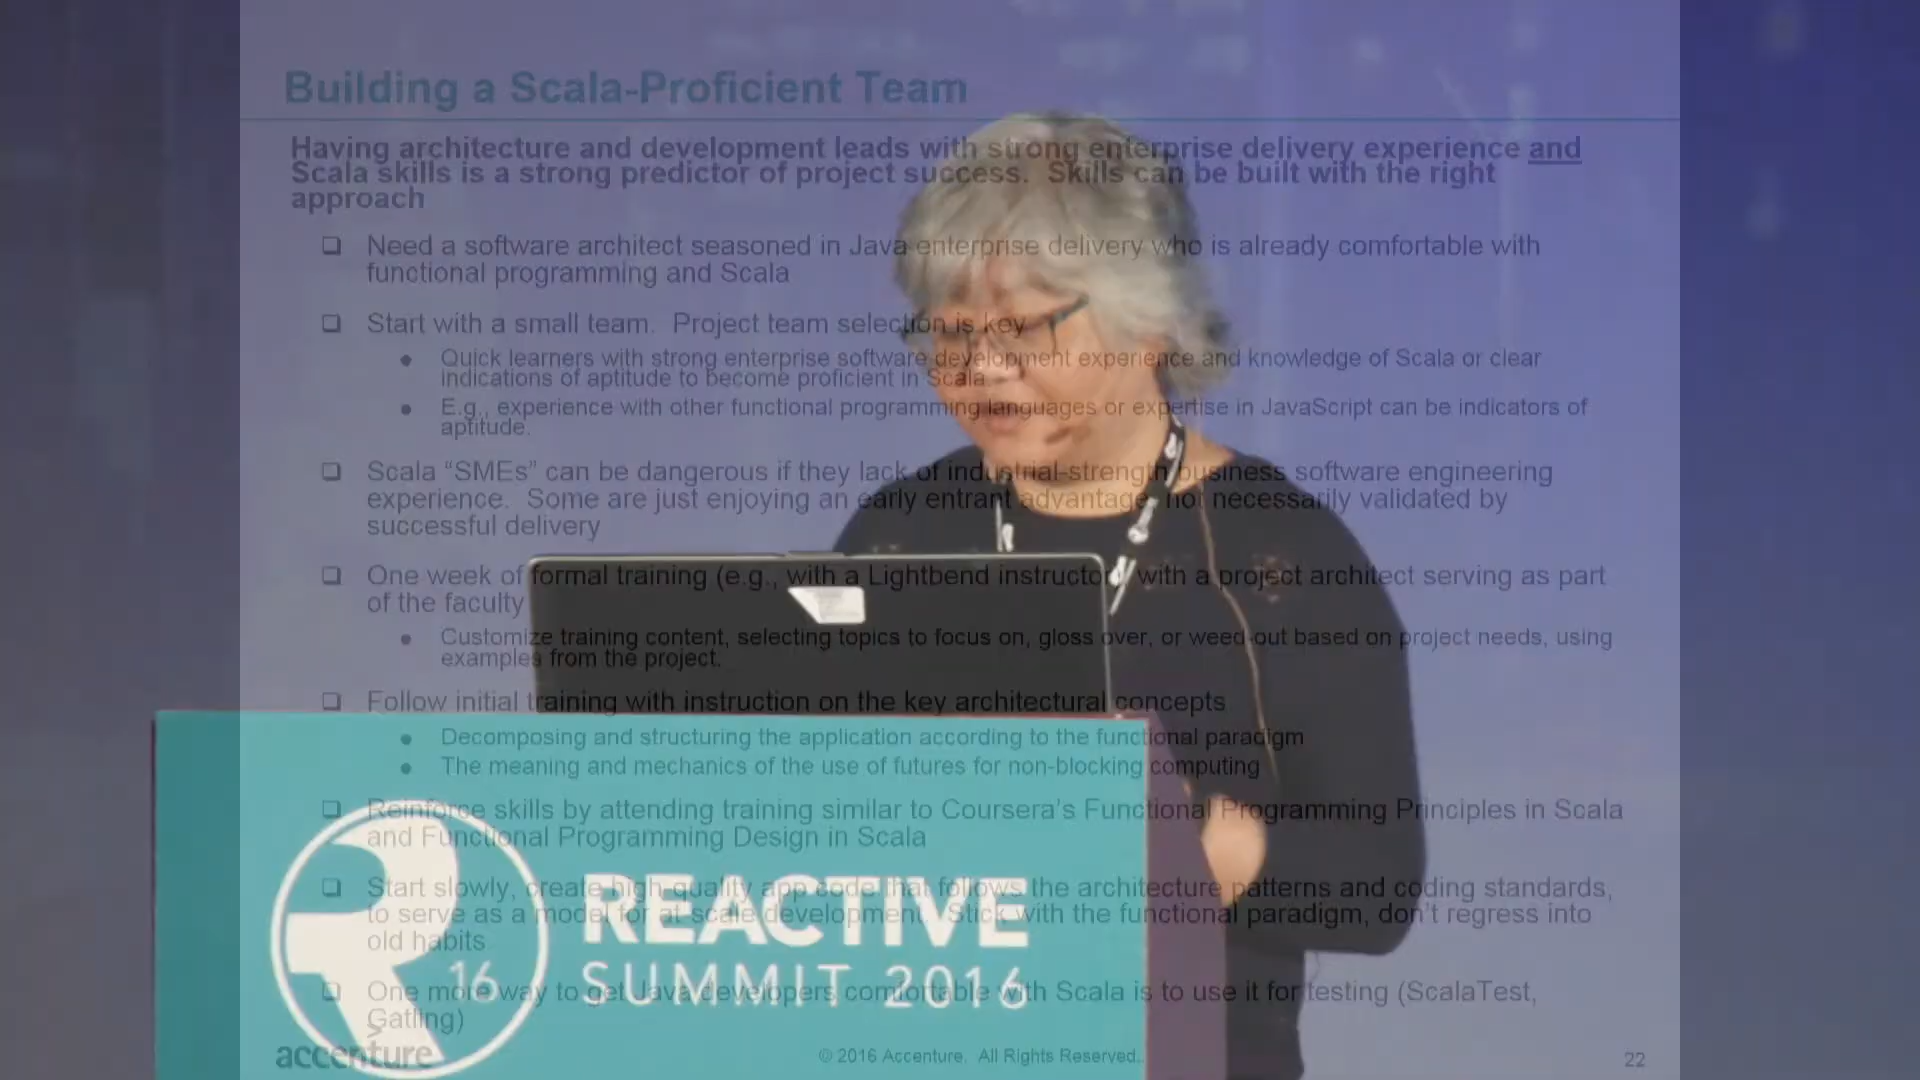 Building a Scala-Proficient Team
Having architecture and development leads with strong enterprise delivery experience and
Scala skills is a strong predictor of project success.  Skills can be built with the right
approach
❑ Need a software architect seasoned in Java enterprise delivery who is already comfortable with
functional programming and Scala
❑ Start with a small team.  Project team selection is key
● Quick learners with strong enterprise software development experience and knowledge of Scala or clear
indications of aptitude to become proficient in Scala.
● E.g., experience with other functional programming languages or expertise in JavaScript can be indicators of
aptitude.
❑ Scala “SMEs” can be dangerous if they lack of industrial-strength business software engineering
experience.  Some are just enjoying an early entrant advantage, not necessarily validated by
successful delivery
❑ One week of formal training (e.g., with a Lightbend instructor) with a project architect serving as part
of the faculty
● Customize training content, selecting topics to focus on, gloss over, or weed out based on project needs, using
examples from the project.
❑ Follow initial training with instruction on the key architectural concepts
● Decomposing and structuring the application according to the functional paradigm
● The meaning and mechanics of the use of futures for non-blocking computing
❑ Reinforce skills by attending training similar to Coursera’s Functional Programming Principles in Scala
and Functional Programming Design in Scala
❑ Start slowly, create high quality app code that follows the architecture patterns and coding standards,
to serve as a model for at-scale development.  Stick with the functional paradigm, don’t regress into
old habits
❑ One more way to get Java developers comfortable with Scala is to use it for testing (ScalaTest,
Gatling)
accenture
© 2016 Accenture.  All Rights Reserved..
22
R 16
REACTIVE
SUMMIT 2016